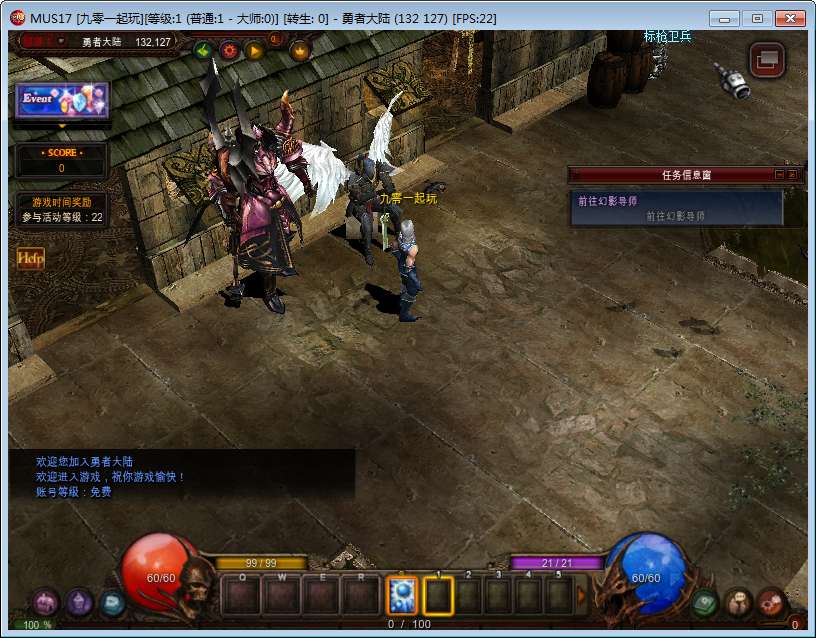 MUS17 [九零一起玩][等级:1 (普通:1 - 大师:0)] [转生: 0] - 勇者大陆 (132 127) [FPS:22]
勇者大陆 132,127
标枪卫兵
Event
SCORE
0
任务信息窗
前往幻影导师
前往幻影导师
游戏时间奖励
参与活动等级：22
九零一起玩
Help
欢迎您加入勇者大陆
欢迎进入游戏，祝你游戏愉快！
账号等级：免费
99 / 99
21 / 21
60/60
Q W E R 0 1 2 3 4 5
60/60
100 %
0 / 100
0